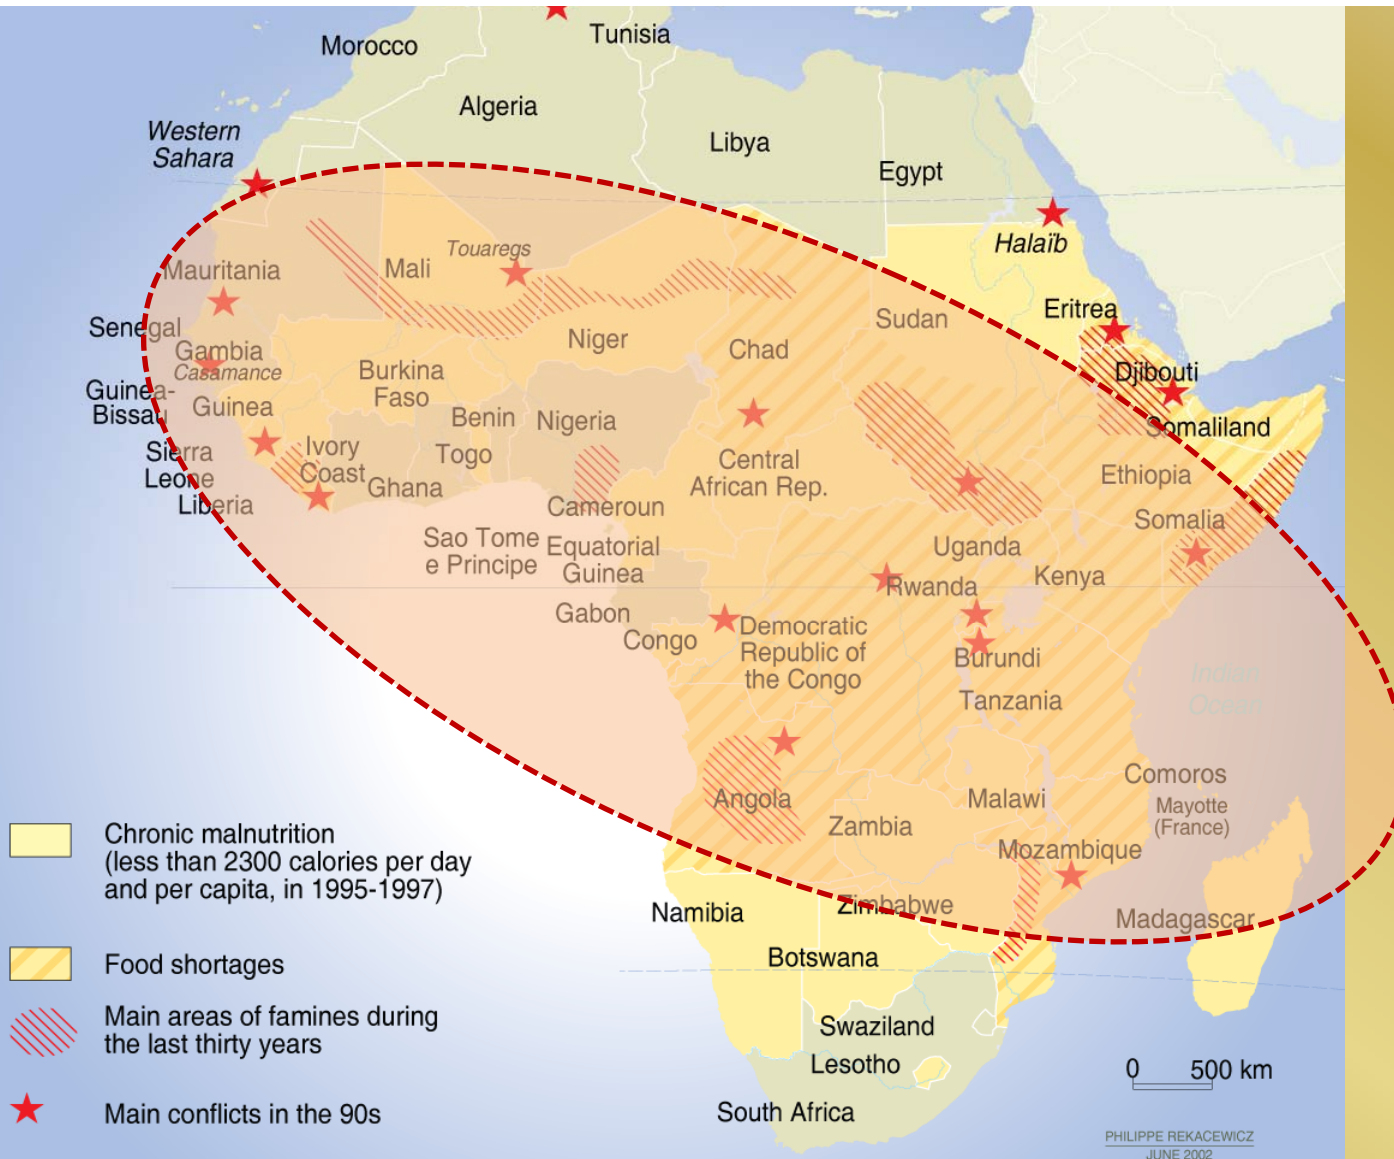 Morocco
Tunisia
Algeria
Western
Sahara
Libya
Egypt
Halaïb
Touaregs
Mauritania
Mali
Eritrea
Senegal
Niger
Sudan
Chad
Gambia
Casamance
Burkina
Faso
Djibouti
Guinea-
Bissau
Guinea
Benin
Nigeria
Somaliland
Sierra
Leone
Ivory
Coast
Togo
Central
African Rep.
Ethiopia
Liberia
Ghana
Cameroun
Somalia
Sao Tome
e Principe
Equatorial
Guinea
Uganda
Kenya
Rwanda
Gabon
Congo
Democratic
Republic of
the Congo
Burundi
Tanzania
Indian
Ocean
Comoros
Mayotte
(France)
Angola
Malawi
Zambia
Mozambique
Namibia
Zimbabwe
Madagascar
Botswana
Swaziland
Lesotho
South Africa
Chronic malnutrition
(less than 2300 calories per day
and per capita, in 1995-1997)
Food shortages
Main areas of famines during
the last thirty years
Main conflicts in the 90s
0 500 km
PHILIPPE REKACEWICZ
JUNE 2002